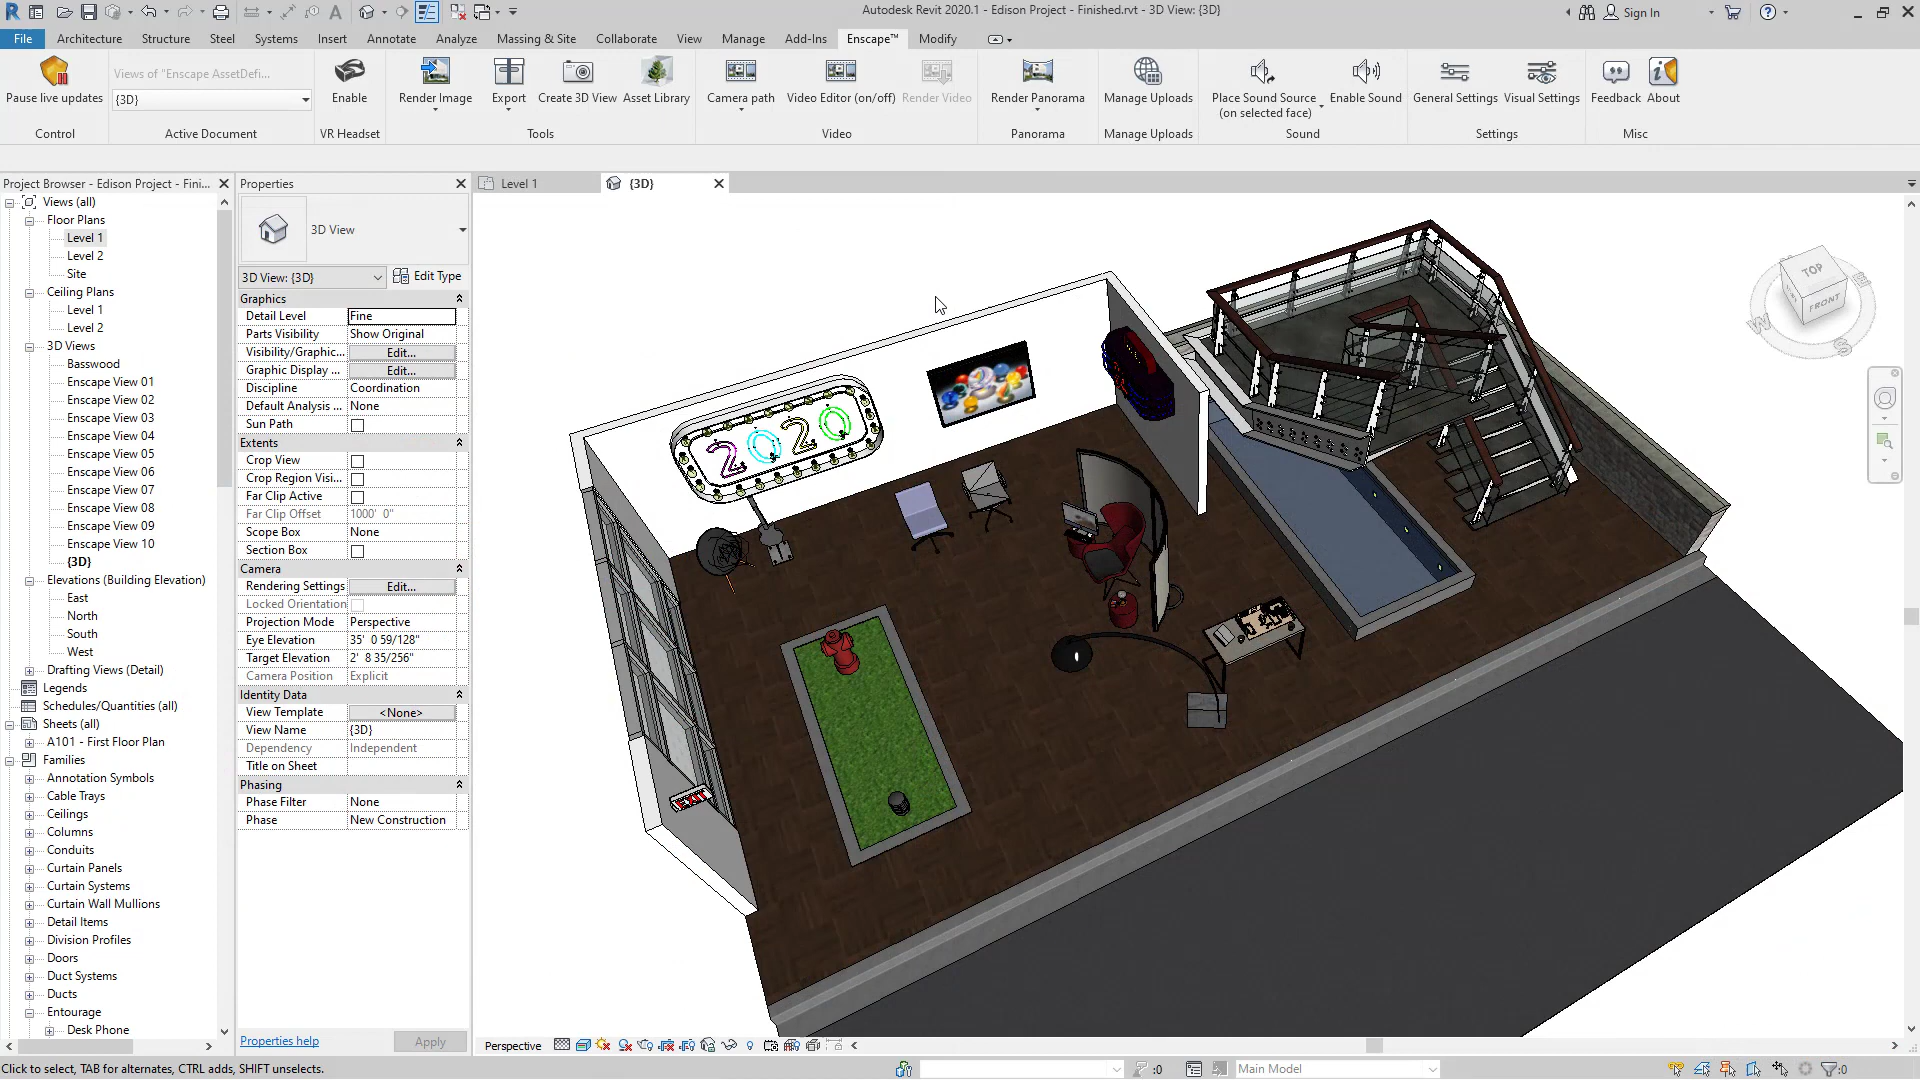 Autodesk Revit 2020.1 - Edison Project - Finished.rvt - 3D View: {3D}
Sign In
File Architecture Structure Steel Systems Insert Annotate Analyze Massing & Site Collaborate View Manage Add-Ins Enscape™ Modify
Views of "Enscape AssetDefi...
{3D}
Pause live updates
Enable
Render Image
Export
Create 3D View
Asset Library
Camera path
Video Editor (on/off)
Render Video
Render Panorama
Manage Uploads
Place Sound Source
(on selected face)
Enable Sound
General Settings
Visual Settings
Feedback
About
Control
Active Document
VR Headset
Tools
Video
Panorama
Manage Uploads
Sound
Settings
Misc
Project Browser - Edison Project - Fini...
Views (all)
Floor Plans
Level 1
Level 2
Site
Ceiling Plans
Level 1
Level 2
3D Views
Basswood
Enscape View 01
Enscape View 02
Enscape View 03
Enscape View 04
Enscape View 05
Enscape View 06
Enscape View 07
Enscape View 08
Enscape View 09
Enscape View 10
{3D}
Elevations (Building Elevation)
East
North
South
West
Drafting Views (Detail)
Legends
Schedules/Quantities (all)
Sheets (all)
A101 - First Floor Plan
Families
Annotation Symbols
Cable Trays
Ceilings
Columns
Conduits
Curtain Panels
Curtain Systems
Curtain Wall Mullions
Detail Items
Division Profiles
Doors
Duct Systems
Ducts
Entourage
Desk Phone
Properties
3D View
3D View: {3D}
Edit Type
Graphics
Detail Level Fine
Parts Visibility Show Original
Visibility/Graphic... Edit...
Graphic Display ... Edit...
Discipline Coordination
Default Analysis ... None
Sun Path
Extents
Crop View
Crop Region Visi...
Far Clip Active
Far Clip Offset 1000' 0"
Scope Box None
Section Box
Camera
Rendering Settings Edit...
Locked Orientation
Projection Mode Perspective
Eye Elevation 35' 0 59/128"
Target Elevation 2' 8 35/256"
Camera Position Explicit
Identity Data
View Template <None>
View Name {3D}
Dependency Independent
Title on Sheet
Phasing
Phase Filter None
Phase New Construction
Properties help
Apply
Level 1
{3D}
2020
EXIT
TOP
FRONT
W
S
E
Perspective
Click to select, TAB for alternates, CTRL adds, SHIFT unselects.
:0
Main Model
:0